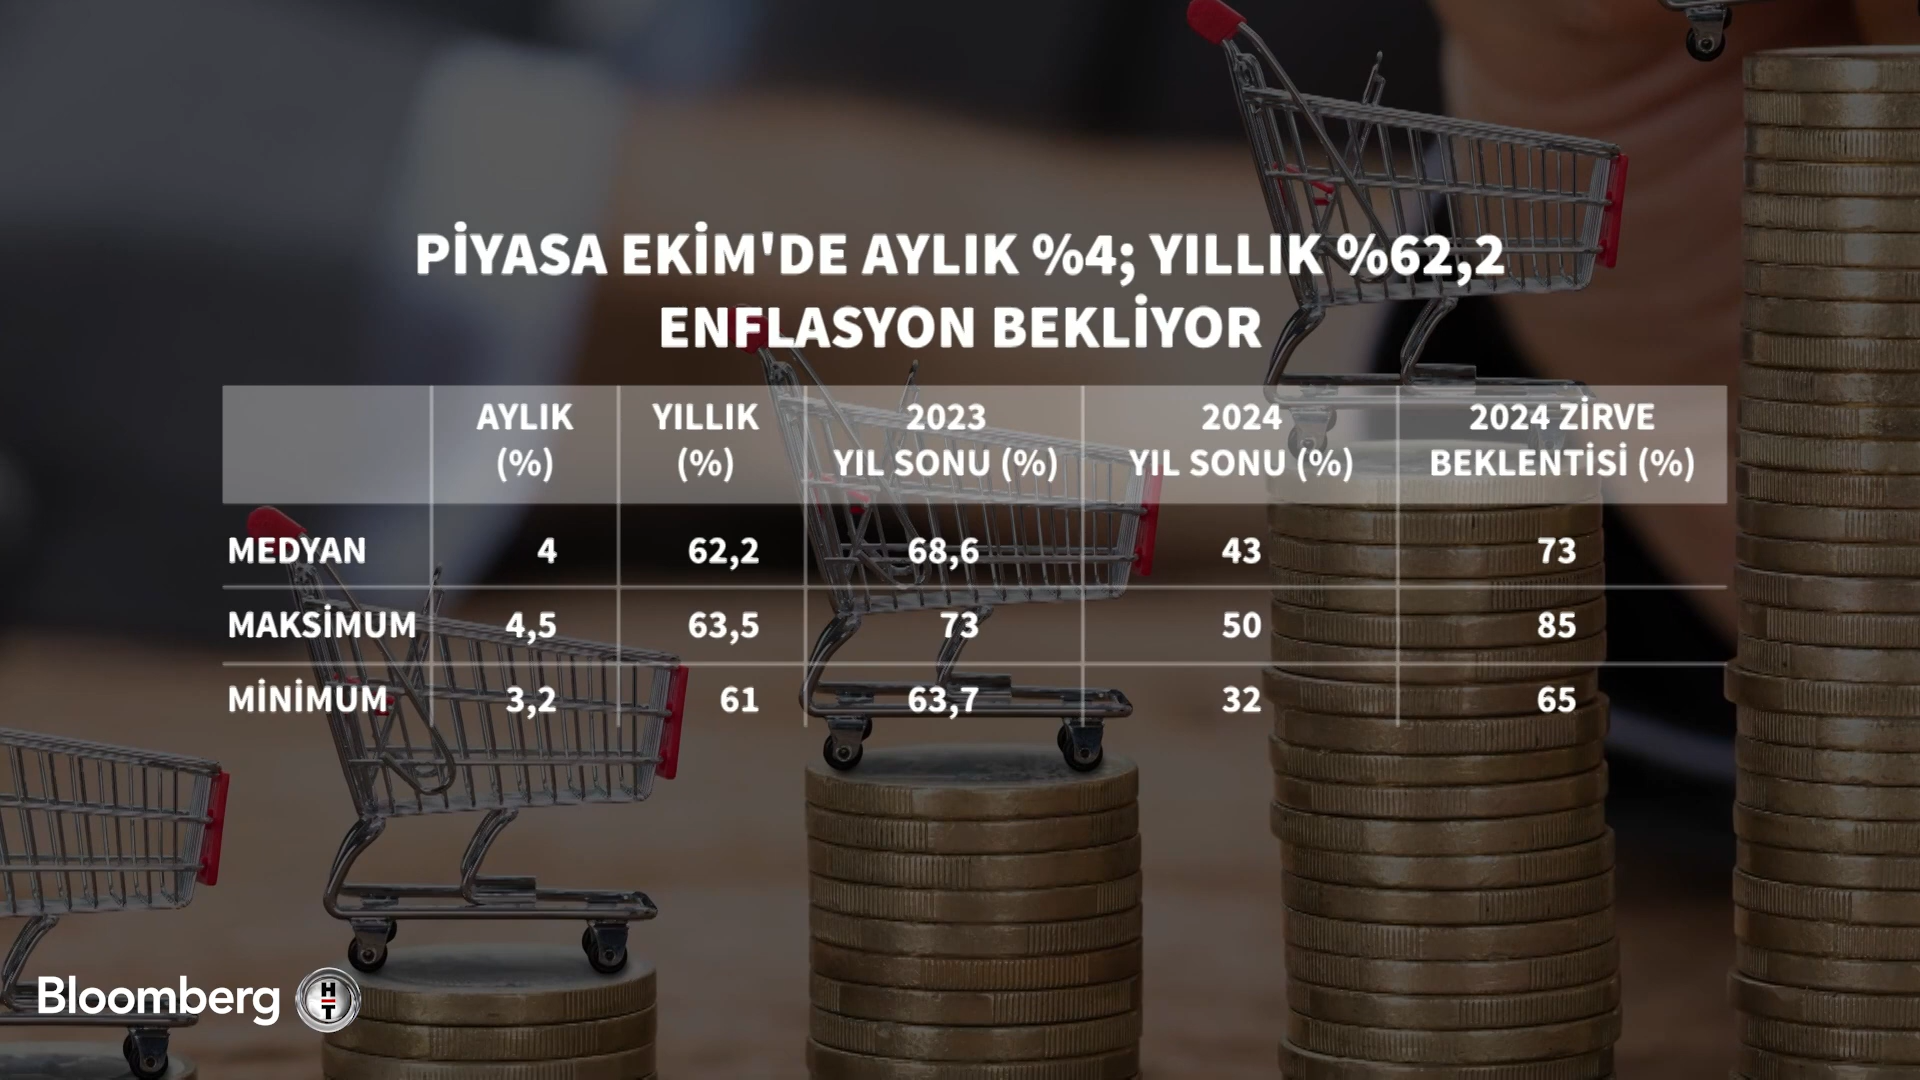 PİYASA EKİM'DE AYLIK %4; YILLIK %62,2
ENFLASYON BEKLİYOR
AYLIK (%) YILLIK (%) 2023 YIL SONU (%) 2024 YIL SONU (%) 2024 ZİRVE BEKLENTİSİ (%)
MEDYAN 4 62,2 68,6 43 73
MAKSİMUM 4,5 63,5 73 50 85
MİNİMUM 3,2 61 63,7 32 65
Bloomberg HT